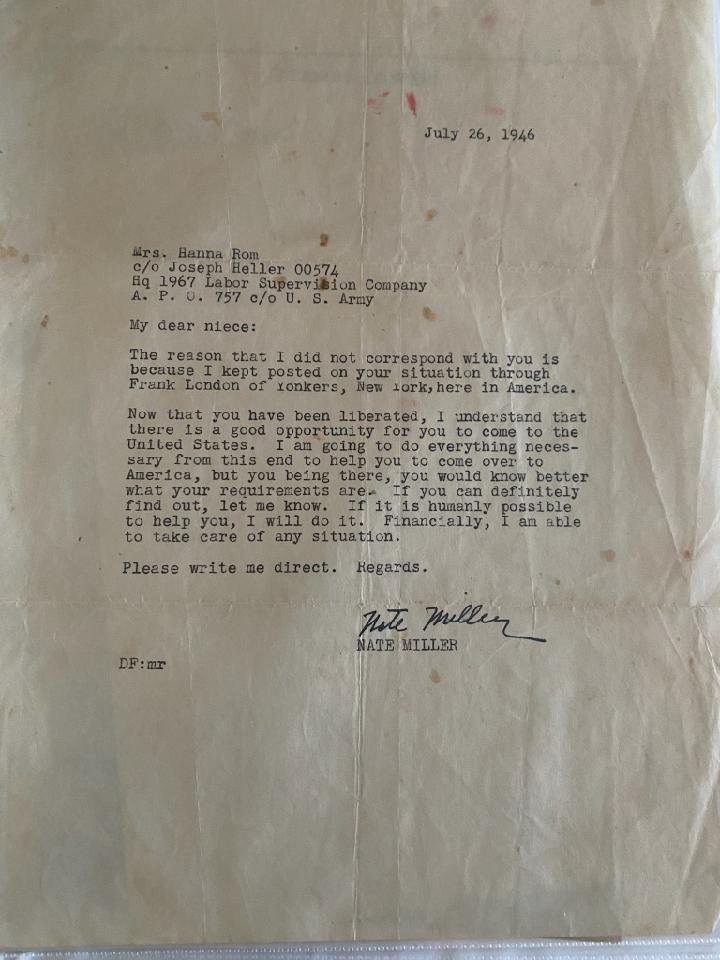 July 26, 1946
Mrs. Hanna Rom
c/o Joseph Heller 00574
Hq 1967 Labor Supervision Company
A. P. O. 757 c/o U. S. Army
My dear niece:
The reason that I did not correspond with you is
because I kept posted on your situation through
Frank London of Yonkers, New York, here in America.
Now that you have been liberated, I understand that
there is a good opportunity for you to come to the
United States.  I am going to do everything neces-
sary from this end to help you to come over to
America, but you being there, you would know better
what your requirements are.  If you can definitely
find out, let me know.  If it is humanly possible
to help you, I will do it.  Financially, I am able
to take care of any situation.
Please write me direct.  Regards.
Nate Miller
NATE MILLER
DF:mr